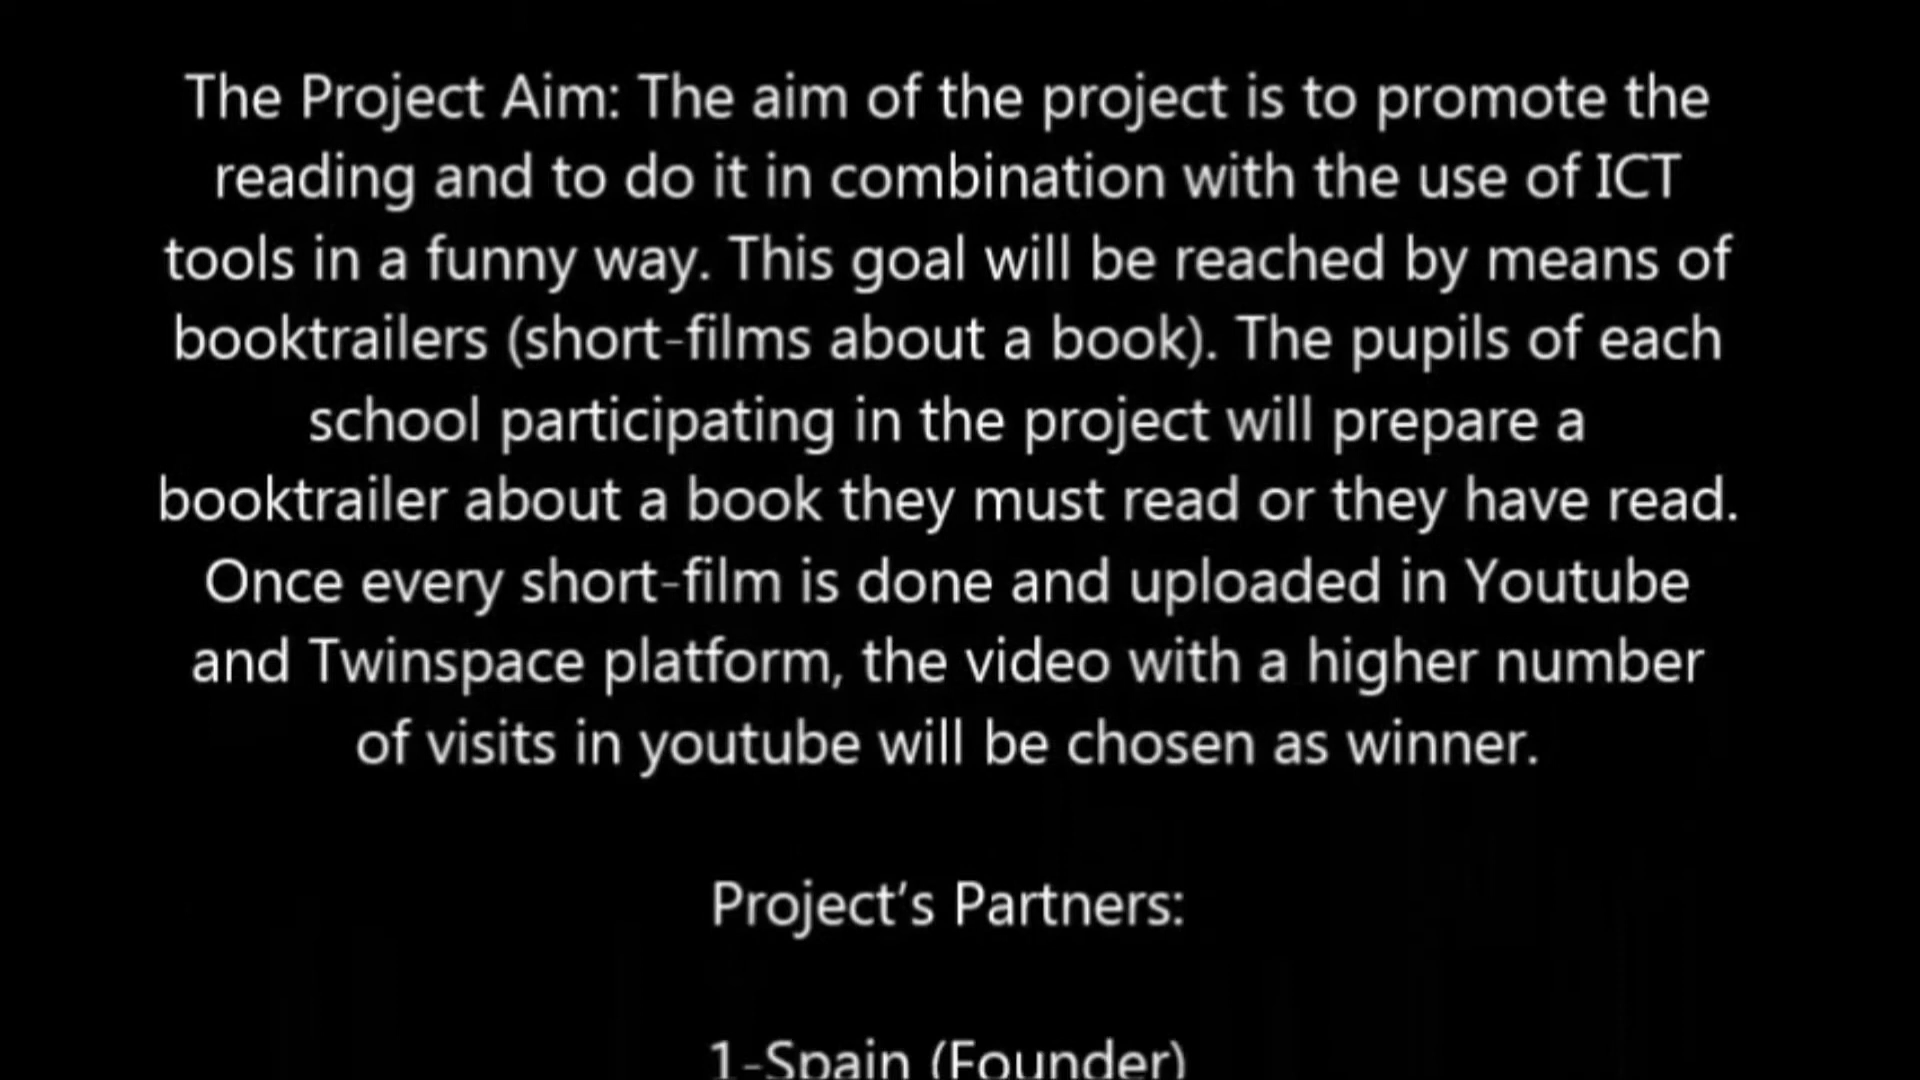 The Project Aim: The aim of the project is to promote the
reading and to do it in combination with the use of ICT
tools in a funny way. This goal will be reached by means of
booktrailers (short-films about a book). The pupils of each
school participating in the project will prepare a
booktrailer about a book they must read or they have read.
Once every short-film is done and uploaded in Youtube
and Twinspace platform, the video with a higher number
of visits in youtube will be chosen as winner.
Project's Partners:
1-Spain (Founder)